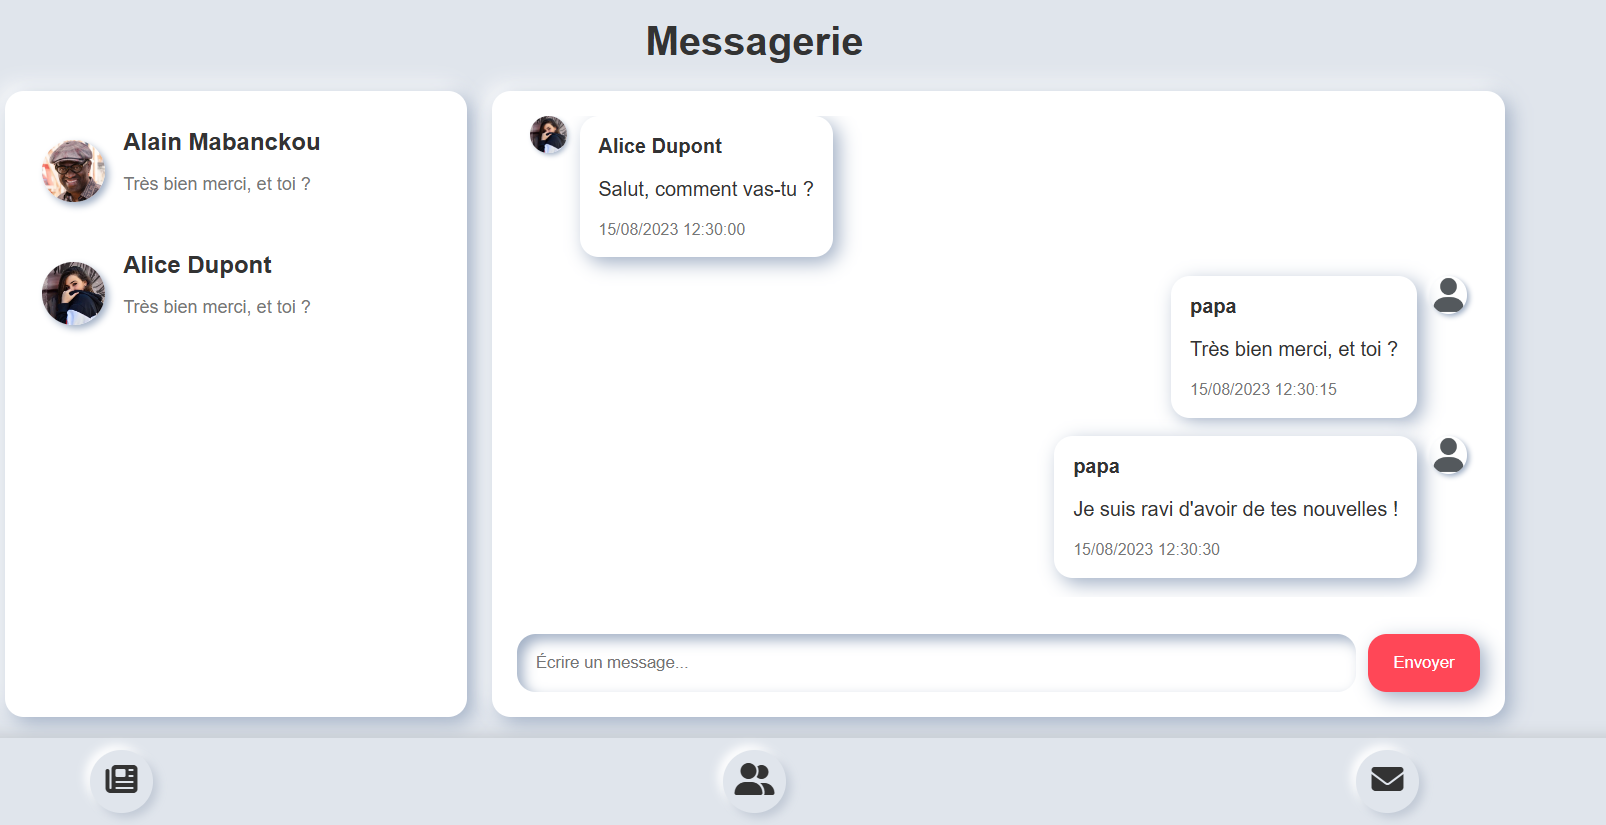 Messagerie
Alain Mabanckou
Très bien merci, et toi ?
Alice Dupont
Très bien merci, et toi ?
Alice Dupont
Salut, comment vas-tu ?
15/08/2023 12:30:00
papa
Très bien merci, et toi ?
15/08/2023 12:30:15
papa
Je suis ravi d'avoir de tes nouvelles !
15/08/2023 12:30:30
Écrire un message...
Envoyer